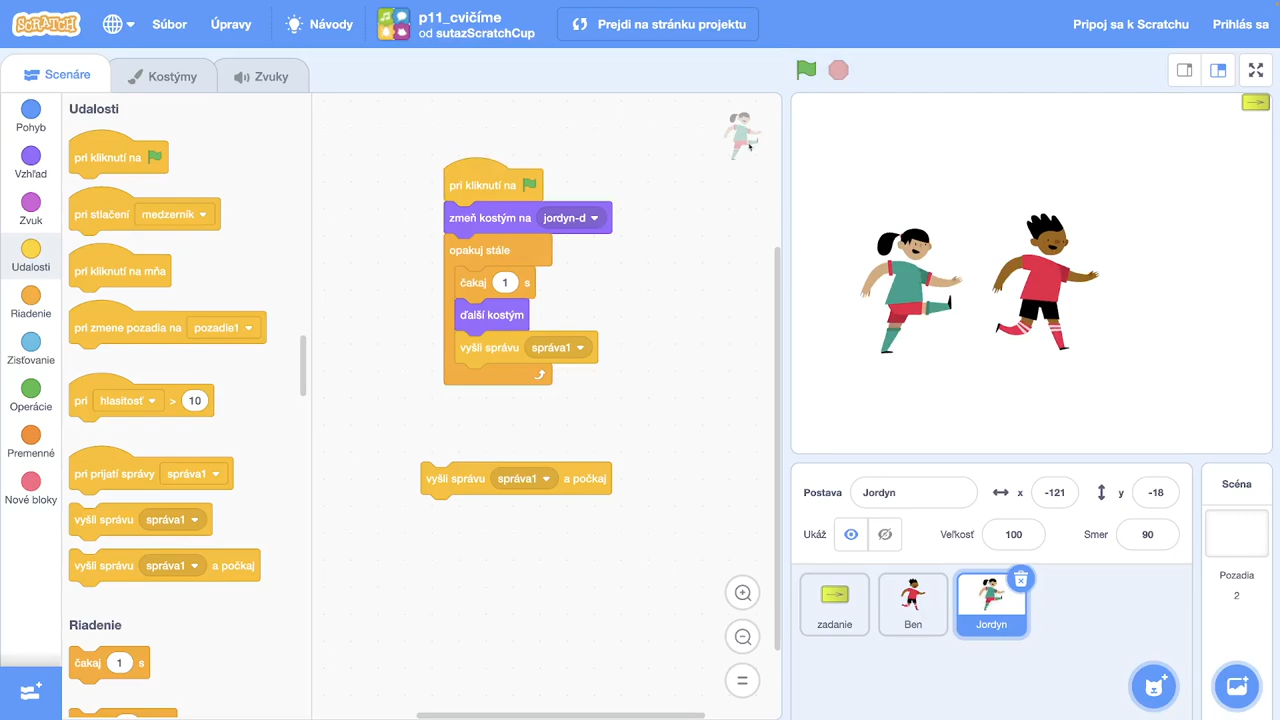 SCRATCH
Súbor
Úpravy
Návody
p11_cvičíme
od sutazScratchCup
Prejdi na stránku projektu
Pripoj sa k Scratchu
Prihlás sa
Scenáre
Kostýmy
Zvuky
Pohyb
Vzhľad
Zvuk
Udalosti
Riadenie
Zisťovanie
Operácie
Premenné
Nové bloky
Udalosti
pri kliknutí na
pri stlačení medzerník
pri kliknutí na mňa
pri zmene pozadia na pozadie1
pri hlasitosť > 10
pri prijatí správy správa1
vyšli správu správa1
vyšli správu správa1 a počkaj
Riadenie
čakaj 1 s
pri kliknutí na
zmeň kostým na jordyn-d
opakuj stále
čakaj 1 s
ďalší kostým
vyšli správu správa1
vyšli správu správa1 a počkaj
Postava Jordyn x -121 y -18
Ukáž Veľkosť 100 Smer 90
zadanie
Ben
Jordyn
Scéna
Pozadia
2